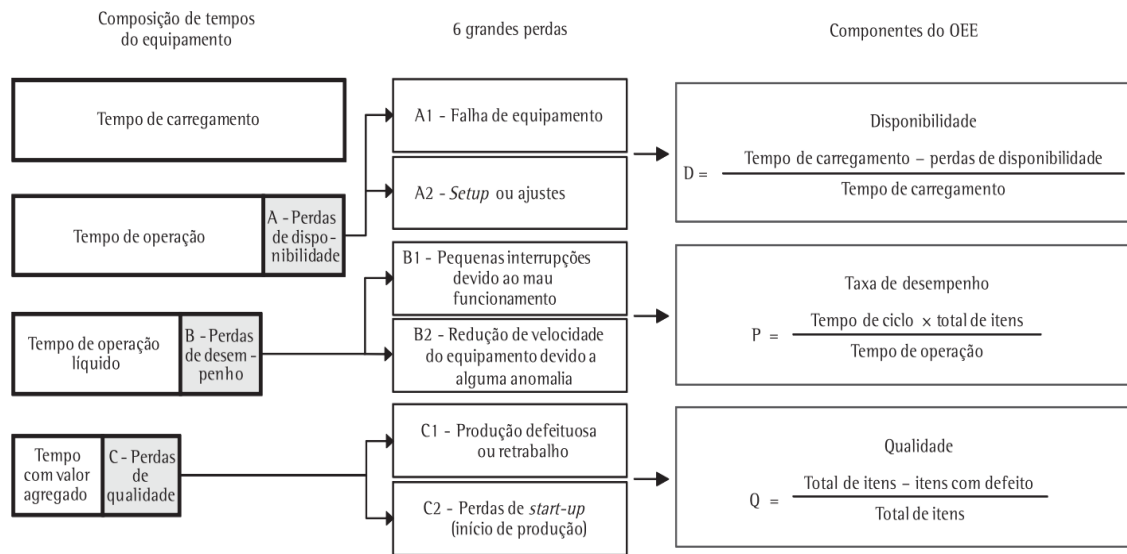 Composição de tempos
do equipamento
6 grandes perdas
Componentes do OEE
Tempo de carregamento
Tempo de operação
A - Perdas
de dispo-
nibilidade
Tempo de operação
líquido
B - Perdas
de desem-
penho
Tempo
com valor
agregado
C - Perdas
de
qualidade
A1 - Falha de equipamento
A2 - Setup ou ajustes
B1 - Pequenas interrupções
devido ao mau
funcionamento
B2 - Redução de velocidade
do equipamento devido a
alguma anomalia
C1 - Produção defeituosa
ou retrabalho
C2 - Perdas de start-up
(início de produção)
Disponibilidade
D = Tempo de carregamento – perdas de disponibilidade
Tempo de carregamento
Taxa de desempenho
P = Tempo de ciclo × total de itens
Tempo de operação
Qualidade
Q = Total de itens – itens com defeito
Total de itens